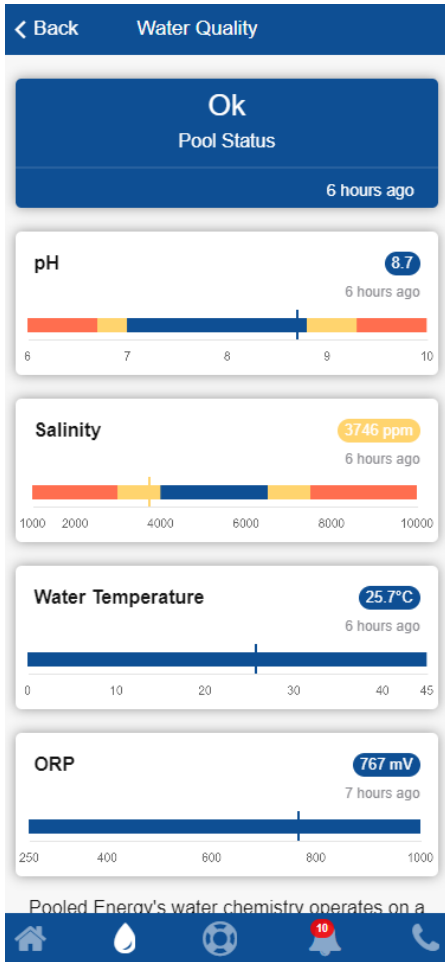 Back Water Quality
Ok
Pool Status
6 hours ago
pH 8.7
6 hours ago
6 7 8 9 10
Salinity 3746 ppm
6 hours ago
1000 2000 4000 6000 8000 10000
Water Temperature 25.7°C
6 hours ago
0 10 20 30 40 45
ORP 767 mV
7 hours ago
250 400 600 800 1000
Pooled Energy's water chemistry operates on a
10